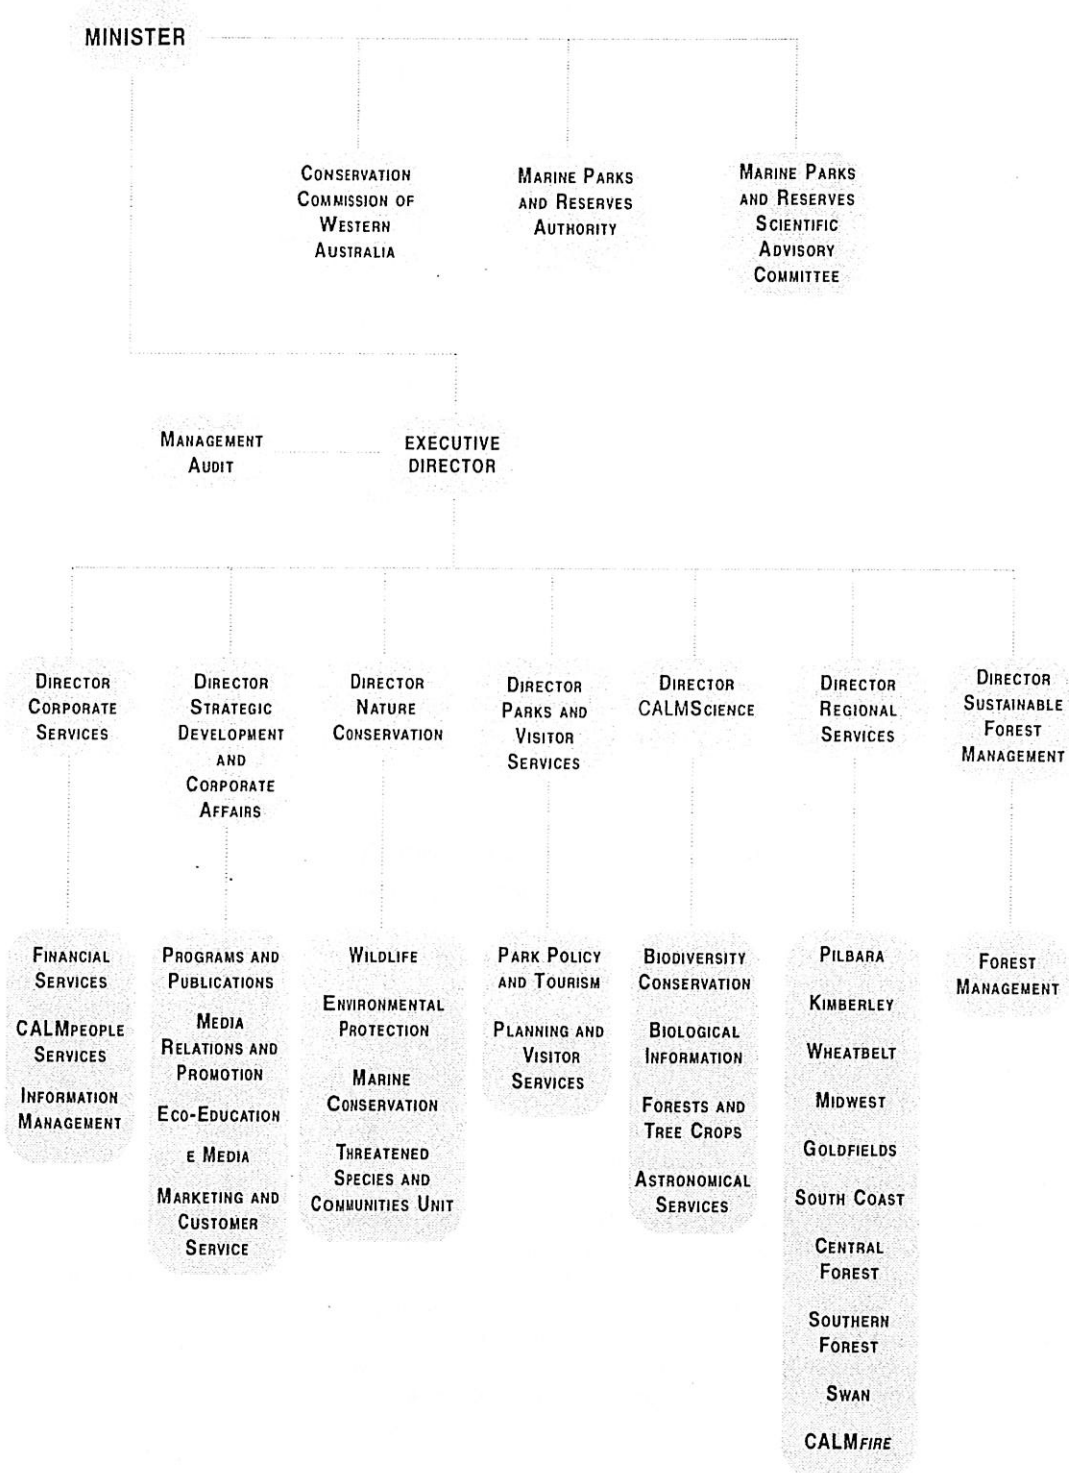 MINISTER
CONSERVATION
COMMISSION OF
WESTERN
AUSTRALIA
MARINE PARKS
AND RESERVES
AUTHORITY
MARINE PARKS
AND RESERVES
SCIENTIFIC
ADVISORY
COMMITTEE
MANAGEMENT
AUDIT
EXECUTIVE
DIRECTOR
DIRECTOR
CORPORATE
SERVICES
DIRECTOR
STRATEGIC
DEVELOPMENT
AND
CORPORATE
AFFAIRS
DIRECTOR
NATURE
CONSERVATION
DIRECTOR
PARKS AND
VISITOR
SERVICES
DIRECTOR
CALMSCIENCE
DIRECTOR
REGIONAL
SERVICES
DIRECTOR
SUSTAINABLE
FOREST
MANAGEMENT
FINANCIAL
SERVICES
CALMPEOPLE
SERVICES
INFORMATION
MANAGEMENT
PROGRAMS AND
PUBLICATIONS
MEDIA
RELATIONS AND
PROMOTION
ECO-EDUCATION
E MEDIA
MARKETING AND
CUSTOMER
SERVICE
WILDLIFE
ENVIRONMENTAL
PROTECTION
MARINE
CONSERVATION
THREATENED
SPECIES AND
COMMUNITIES UNIT
PARK POLICY
AND TOURISM
PLANNING AND
VISITOR
SERVICES
BIODIVERSITY
CONSERVATION
BIOLOGICAL
INFORMATION
FORESTS AND
TREE CROPS
ASTRONOMICAL
SERVICES
PILBARA
KIMBERLEY
WHEATBELT
MIDWEST
GOLDFIELDS
SOUTH COAST
CENTRAL
FOREST
SOUTHERN
FOREST
SWAN
CALMFIRE
FOREST
MANAGEMENT